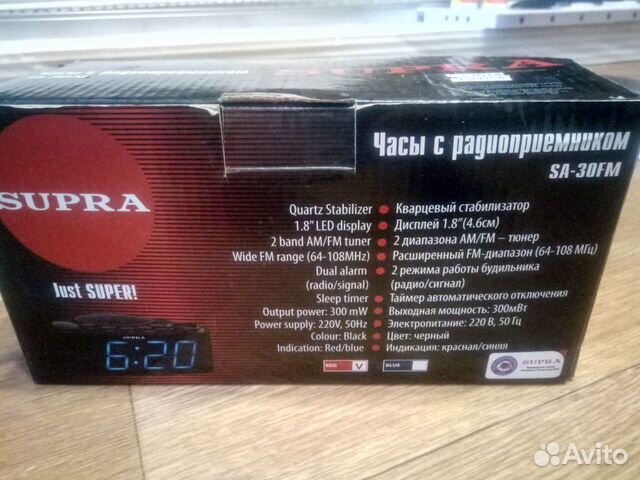 SUPRA
Часы с радиоприемником
SA-30FM
SUPRA
Just SUPER!
Quartz Stabilizer
1.8" LED display
2 band AM/FM tuner
Wide FM range (64-108MHz)
Dual alarm
(radio/signal)
Sleep timer
Output power: 300 mW
Power supply: 220V, 50Hz
Colour: Black
Indication: Red/blue
Кварцевый стабилизатор
Дисплей 1.8"(4.6см)
2 диапазона AM/FM – тюнер
Расширенный FM-диапазон (64-108 МГц)
2 режима работы будильника
(радио/сигнал)
Таймер автоматического отключения
Выходная мощность: 300мВт
Электропитание: 220 В, 50 Гц
Цвет: черный
Индикация: красная/синяя
SUPRA
6:20
RED V
BLUE
SUPRA
Avito